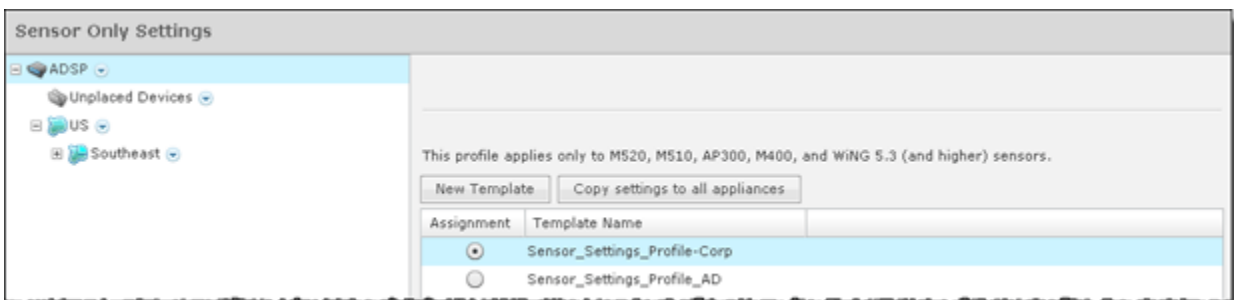 Sensor Only Settings
ADSP
Unplaced Devices
US
Southeast
This profile applies only to M520, M510, AP300, M400, and WiNG 5.3 (and higher) sensors.
New Template Copy settings to all appliances
Assignment Template Name
Sensor_Settings_Profile-Corp
Sensor_Settings_Profile_AD